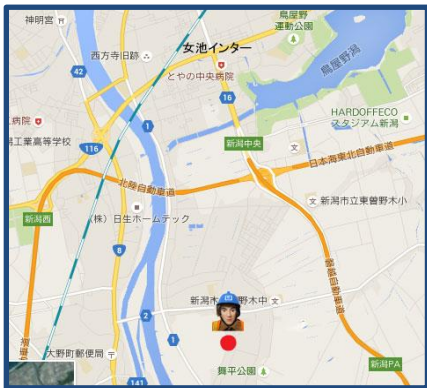 神明宮
鳥屋野
運動公園
女池インター
西方寺旧跡
とやの中央病院
鳥屋野潟
42
16
1
病院
HARDOFFECO
スタジアム新潟
工業高等学校
新潟中央
116
日本海東北自動車道
北陸自動車道
新潟西
(株)日生ホームテック
新潟市立東曽野木小
8
磐越自動車道
新潟市
野木中
2
1
大野町郵便局
舞平公園
新潟PA
141